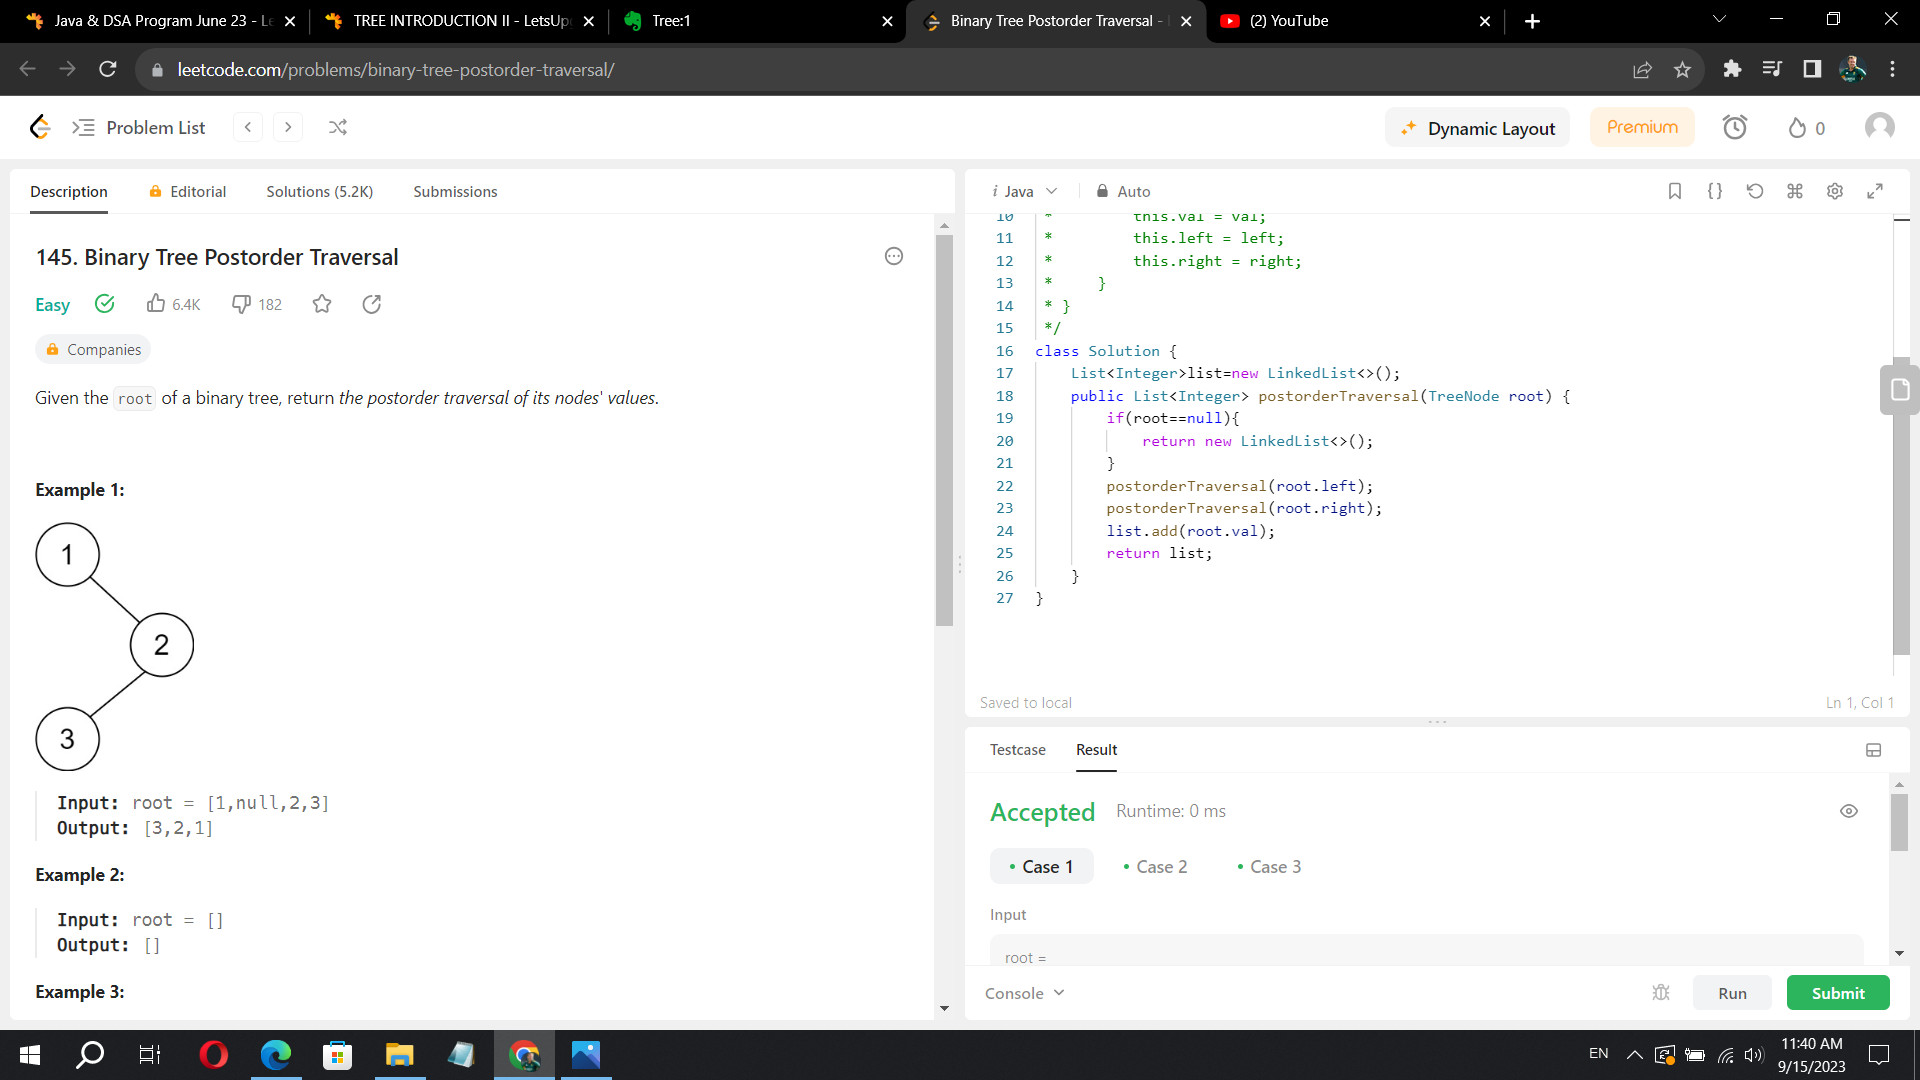 Java & DSA Program June 23 - Le
TREE INTRODUCTION II - LetsUp
Tree:1
Binary Tree Postorder Traversal -
(2) YouTube
leetcode.com/problems/binary-tree-postorder-traversal/
Problem List
Dynamic Layout
Premium
0
Description
Editorial
Solutions (5.2K)
Submissions
145. Binary Tree Postorder Traversal
Easy
6.4K
182
Companies
Given the root of a binary tree, return the postorder traversal of its nodes' values.
Example 1:
1
2
3
Input: root = [1,null,2,3]
Output: [3,2,1]
Example 2:
Input: root = []
Output: []
Example 3:
i Java
Auto
10 * this.val = val;
11 * this.left = left;
12 * this.right = right;
13 * }
14 * }
15 */
16 class Solution {
17 List<Integer>list=new LinkedList<>();
18 public List<Integer> postorderTraversal(TreeNode root) {
19 if(root==null){
20 return new LinkedList<>();
21 }
22 postorderTraversal(root.left);
23 postorderTraversal(root.right);
24 list.add(root.val);
25 return list;
26 }
27 }
Saved to local
Ln 1, Col 1
Testcase
Result
Accepted
Runtime: 0 ms
• Case 1
• Case 2
• Case 3
Input
root =
Console
Run
Submit
EN
11:40 AM
9/15/2023